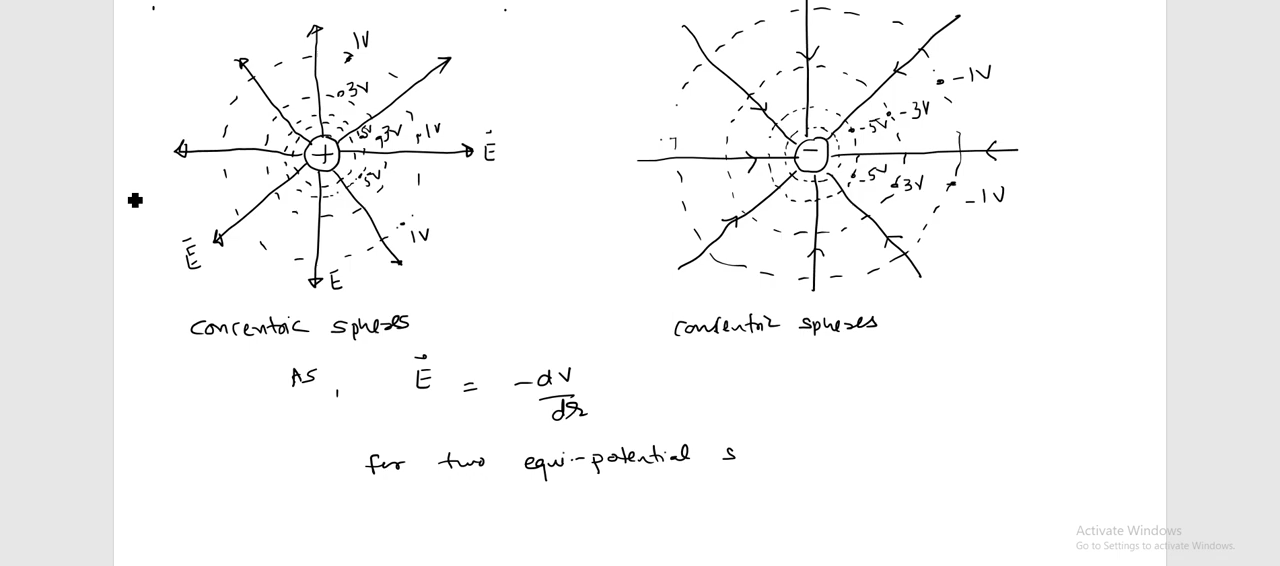 1V
3V
5V 3V 1V
E⃗
5V
1V
E⃗
E
+
-1V
-3V
-5V
-
-5V 3V
-1V
Concentric spheres
Concentric spheres
As, E⃗ = -dV/dr
for two equi-potential s
Activate Windows
Go to Settings to activate Windows.